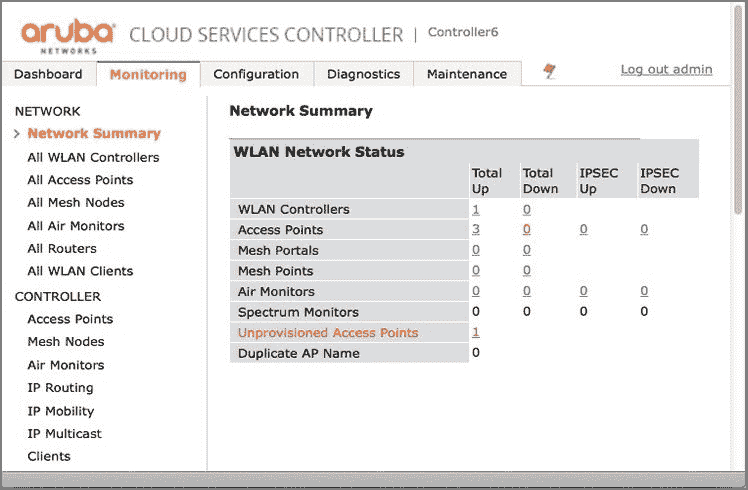 aruba NETWORKS CLOUD SERVICES CONTROLLER | Controller6
Dashboard Monitoring Configuration Diagnostics Maintenance Log out admin
NETWORK
> Network Summary
All WLAN Controllers
All Access Points
All Mesh Nodes
All Air Monitors
All Routers
All WLAN Clients
CONTROLLER
Access Points
Mesh Nodes
Air Monitors
IP Routing
IP Mobility
IP Multicast
Clients
Network Summary
WLAN Network Status
Total Up Total Down IPSEC Up IPSEC Down
WLAN Controllers 1 0
Access Points 3 0 0 0
Mesh Portals 0 0
Mesh Points 0 0
Air Monitors 0 0 0 0
Spectrum Monitors 0 0 0 0
Unprovisioned Access Points 1
Duplicate AP Name 0